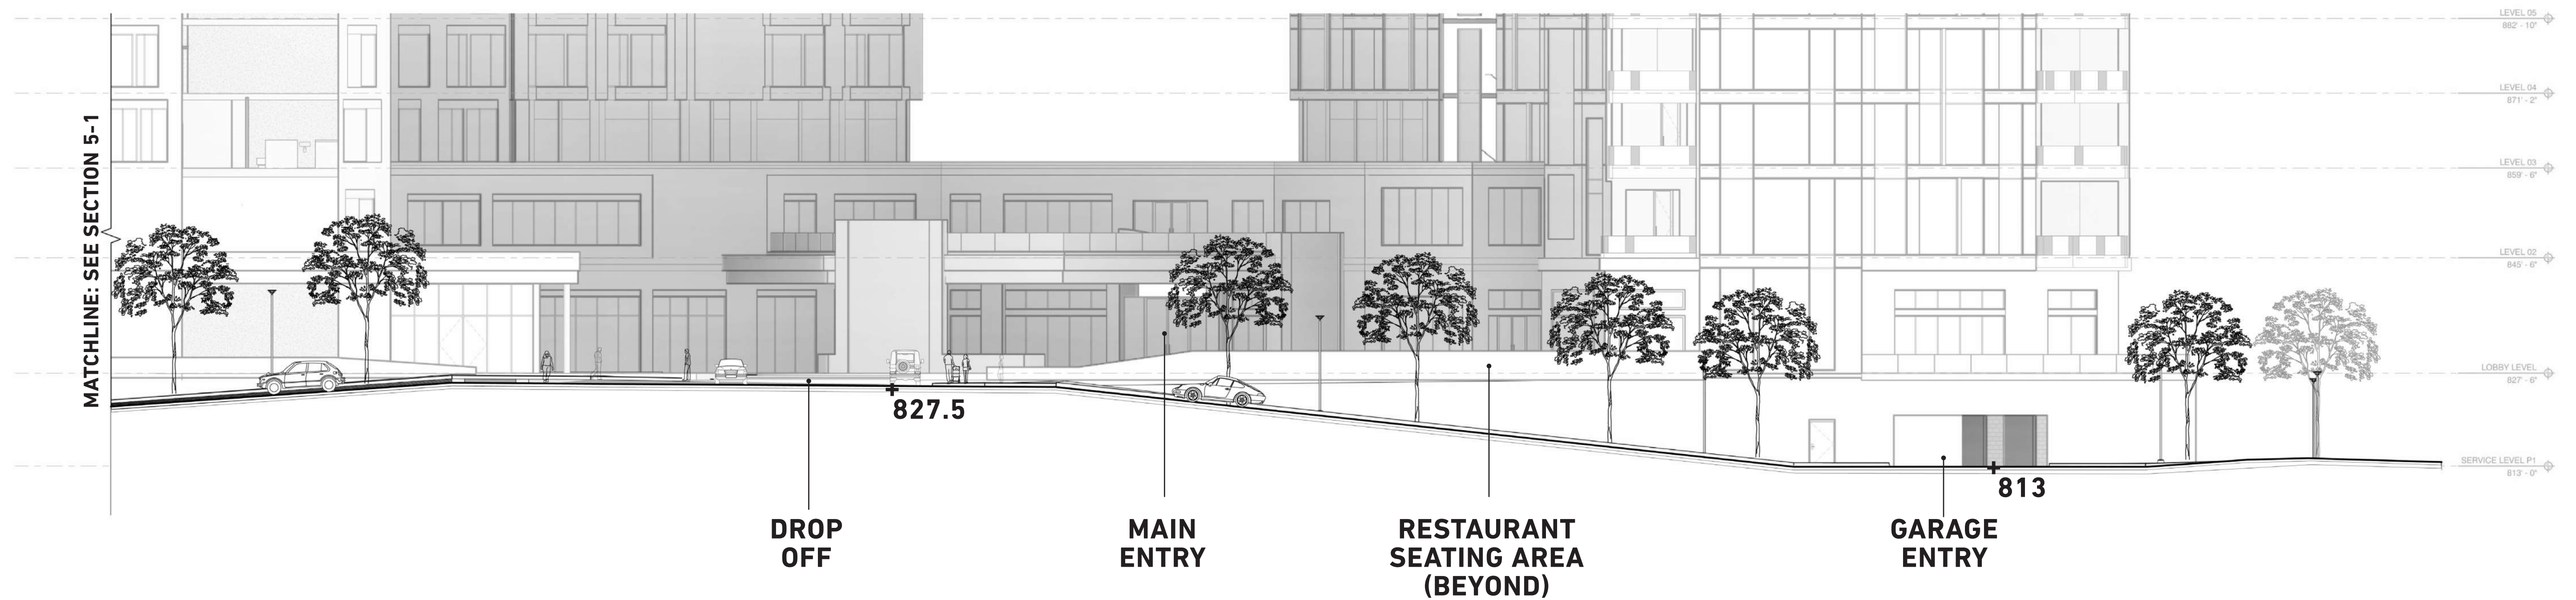 LEVEL 05
882' - 10"
LEVEL 04
871' - 2"
LEVEL 03
859' - 6"
LEVEL 02
845' - 6"
LOBBY LEVEL
827' - 6"
SERVICE LEVEL P1
813' - 0"
MATCHLINE: SEE SECTION 5-1
827.5
813
DROP
OFF
MAIN
ENTRY
RESTAURANT
SEATING AREA
(BEYOND)
GARAGE
ENTRY